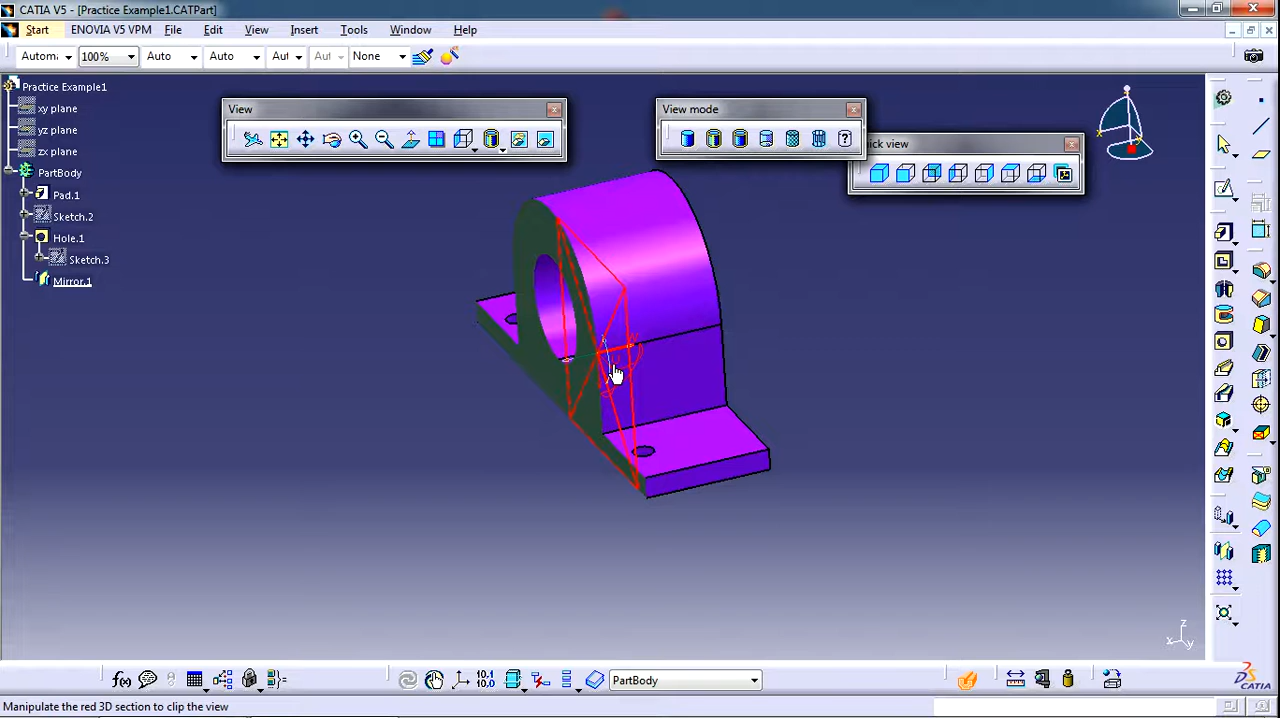 CATIA V5 - [Practice Example1.CATPart]
Start ENOVIA V5 VPM File Edit View Insert Tools Window Help
Autom 100% Auto Auto Aut Aut None
Practice Example1
xy plane
yz plane
zx plane
PartBody
Pad.1
Sketch.2
Hole.1
Sketch.3
Mirror.1
View
View mode
ick view
z
x y
f(x) PartBody
CATIA
Manipulate the red 3D section to clip the view